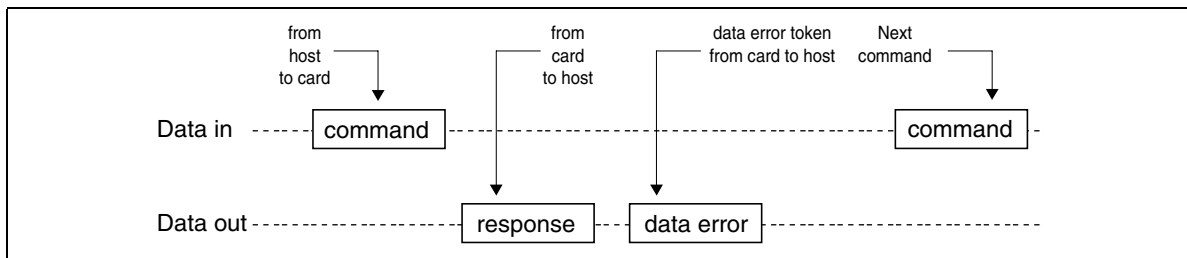 from
host
to card
from
card
to host
data error token
from card to host
Next
command
Data in
command
command
Data out
response
data error